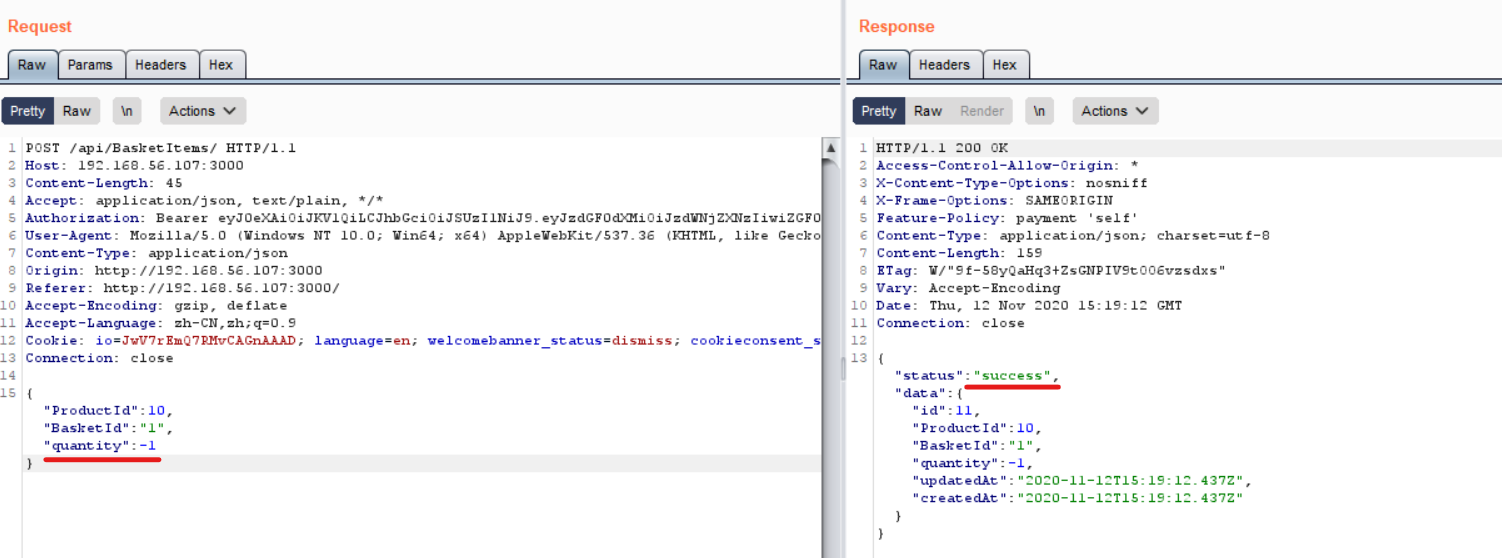 Request
Raw Params Headers Hex
Pretty Raw \n Actions
1 POST /api/BasketItems/ HTTP/1.1
2 Host: 192.168.56.107:3000
3 Content-Length: 45
4 Accept: application/json, text/plain, */*
5 Authorization: Bearer eyJ0eXAiOiJKV1QiLCJhbGciOiJSUzI1NiJ9.eyJzdGF0dXMiOiJzdWNjZXNzIiwiZGF0
6 User-Agent: Mozilla/5.0 (Windows NT 10.0; Win64; x64) AppleWebKit/537.36 (KHTML, like Gecko
7 Content-Type: application/json
8 Origin: http://192.168.56.107:3000
9 Referer: http://192.168.56.107:3000/
10 Accept-Encoding: gzip, deflate
11 Accept-Language: zh-CN,zh;q=0.9
12 Cookie: io=JwV7rEmQ7RMvCAGnAAAD; language=en; welcomebanner_status=dismiss; cookieconsent_s
13 Connection: close
14
15 {
"ProductId":10,
"BasketId":"1",
"quantity":-1
}
Response
Raw Headers Hex
Pretty Raw Render \n Actions
1 HTTP/1.1 200 OK
2 Access-Control-Allow-Origin: *
3 X-Content-Type-Options: nosniff
4 X-Frame-Options: SAMEORIGIN
5 Feature-Policy: payment 'self'
6 Content-Type: application/json; charset=utf-8
7 Content-Length: 159
8 ETag: W/"9f-58yQaHq3+ZsGNPIV9tOO6vzsdxs"
9 Vary: Accept-Encoding
10 Date: Thu, 12 Nov 2020 15:19:12 GMT
11 Connection: close
12
13 {
"status":"success",
"data":{
"id":11,
"ProductId":10,
"BasketId":"1",
"quantity":-1,
"updatedAt":"2020-11-12T15:19:12.437Z",
"createdAt":"2020-11-12T15:19:12.437Z"
}
}